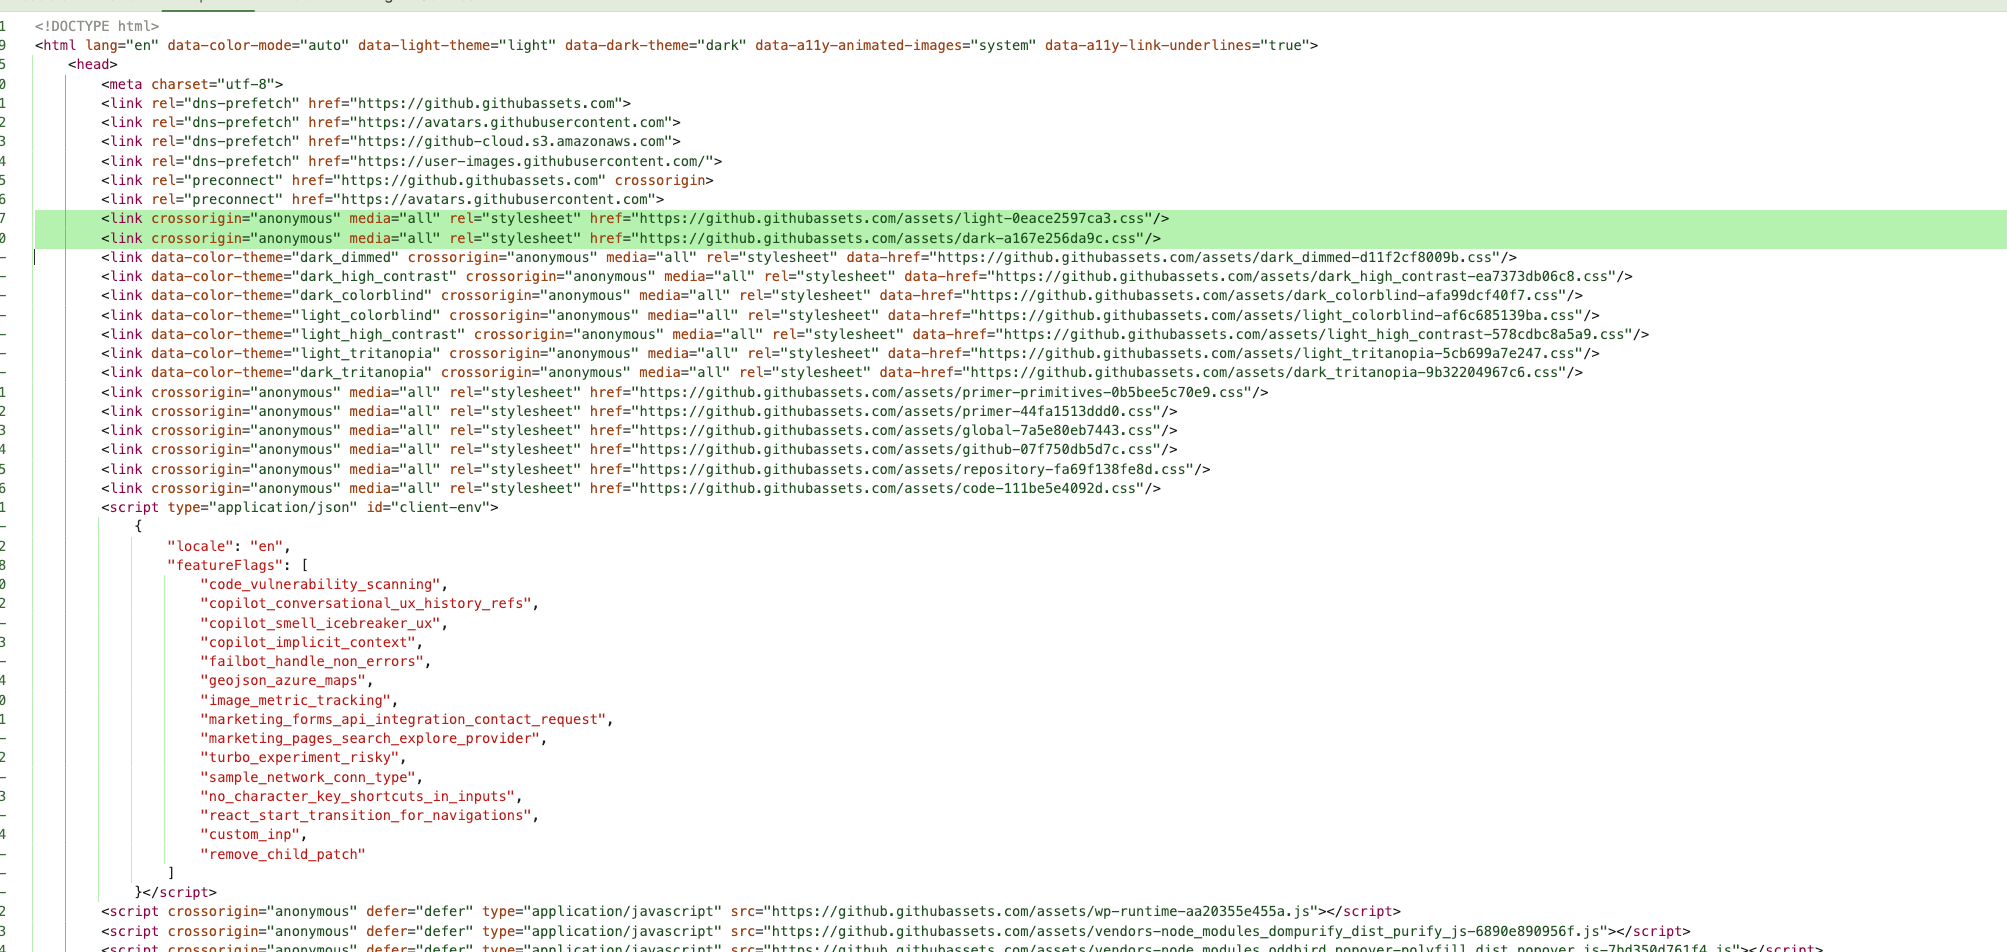 1 <!DOCTYPE html>
9 <html lang="en" data-color-mode="auto" data-light-theme="light" data-dark-theme="dark" data-a11y-animated-images="system" data-a11y-link-underlines="true">
5 <head>
0 <meta charset="utf-8">
1 <link rel="dns-prefetch" href="https://github.githubassets.com">
2 <link rel="dns-prefetch" href="https://avatars.githubusercontent.com">
3 <link rel="dns-prefetch" href="https://github-cloud.s3.amazonaws.com">
4 <link rel="dns-prefetch" href="https://user-images.githubusercontent.com/">
5 <link rel="preconnect" href="https://github.githubassets.com" crossorigin>
6 <link rel="preconnect" href="https://avatars.githubusercontent.com">
7 <link crossorigin="anonymous" media="all" rel="stylesheet" href="https://github.githubassets.com/assets/light-0eace2597ca3.css"/>
0 <link crossorigin="anonymous" media="all" rel="stylesheet" href="https://github.githubassets.com/assets/dark-a167e256da9c.css"/>
- <link data-color-theme="dark_dimmed" crossorigin="anonymous" media="all" rel="stylesheet" data-href="https://github.githubassets.com/assets/dark_dimmed-d11f2cf8009b.css"/>
- <link data-color-theme="dark_high_contrast" crossorigin="anonymous" media="all" rel="stylesheet" data-href="https://github.githubassets.com/assets/dark_high_contrast-ea7373db06c8.css"/>
- <link data-color-theme="dark_colorblind" crossorigin="anonymous" media="all" rel="stylesheet" data-href="https://github.githubassets.com/assets/dark_colorblind-afa99dcf40f7.css"/>
- <link data-color-theme="light_colorblind" crossorigin="anonymous" media="all" rel="stylesheet" data-href="https://github.githubassets.com/assets/light_colorblind-af6c685139ba.css"/>
- <link data-color-theme="light_high_contrast" crossorigin="anonymous" media="all" rel="stylesheet" data-href="https://github.githubassets.com/assets/light_high_contrast-578cdbc8a5a9.css"/>
- <link data-color-theme="light_tritanopia" crossorigin="anonymous" media="all" rel="stylesheet" data-href="https://github.githubassets.com/assets/light_tritanopia-5cb699a7e247.css"/>
- <link data-color-theme="dark_tritanopia" crossorigin="anonymous" media="all" rel="stylesheet" data-href="https://github.githubassets.com/assets/dark_tritanopia-9b32204967c6.css"/>
1 <link crossorigin="anonymous" media="all" rel="stylesheet" href="https://github.githubassets.com/assets/primer-primitives-0b5bee5c70e9.css"/>
2 <link crossorigin="anonymous" media="all" rel="stylesheet" href="https://github.githubassets.com/assets/primer-44fa1513ddd0.css"/>
3 <link crossorigin="anonymous" media="all" rel="stylesheet" href="https://github.githubassets.com/assets/global-7a5e80eb7443.css"/>
4 <link crossorigin="anonymous" media="all" rel="stylesheet" href="https://github.githubassets.com/assets/github-07f750db5d7c.css"/>
5 <link crossorigin="anonymous" media="all" rel="stylesheet" href="https://github.githubassets.com/assets/repository-fa69f138fe8d.css"/>
6 <link crossorigin="anonymous" media="all" rel="stylesheet" href="https://github.githubassets.com/assets/code-111be5e4092d.css"/>
1 <script type="application/json" id="client-env">
- {
2 "locale": "en",
8 "featureFlags": [
0 "code_vulnerability_scanning",
2 "copilot_conversational_ux_history_refs",
- "copilot_smell_icebreaker_ux",
3 "copilot_implicit_context",
- "failbot_handle_non_errors",
4 "geojson_azure_maps",
0 "image_metric_tracking",
1 "marketing_forms_api_integration_contact_request",
- "marketing_pages_search_explore_provider",
2 "turbo_experiment_risky",
- "sample_network_conn_type",
3 "no_character_key_shortcuts_in_inputs",
- "react_start_transition_for_navigations",
4 "custom_inp",
- "remove_child_patch"
- ]
- }</script>
2 <script crossorigin="anonymous" defer="defer" type="application/javascript" src="https://github.githubassets.com/assets/wp-runtime-aa20355e455a.js"></script>
3 <script crossorigin="anonymous" defer="defer" type="application/javascript" src="https://github.githubassets.com/assets/vendors-node_modules_dompurify_dist_purify_js-6890e890956f.js"></script>
4 <script crossorigin="anonymous" defer="defer" type="application/javascript" src="https://github.githubassets.com/assets/vendors-node_modules_oddbird_popover-polyfill_dist_popover_js-7bd350d761f4.js"></script>